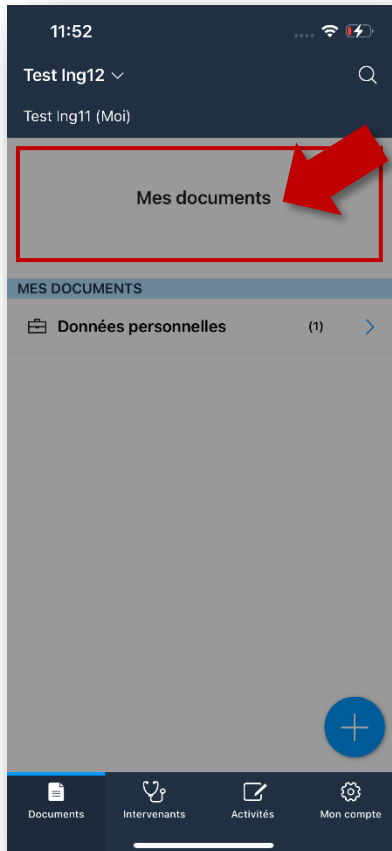 11:52
Test Ing12
Test Ing11 (Moi)
Mes documents
MES DOCUMENTS
Données personnelles (1)
Documents Intervenants Activités Mon compte